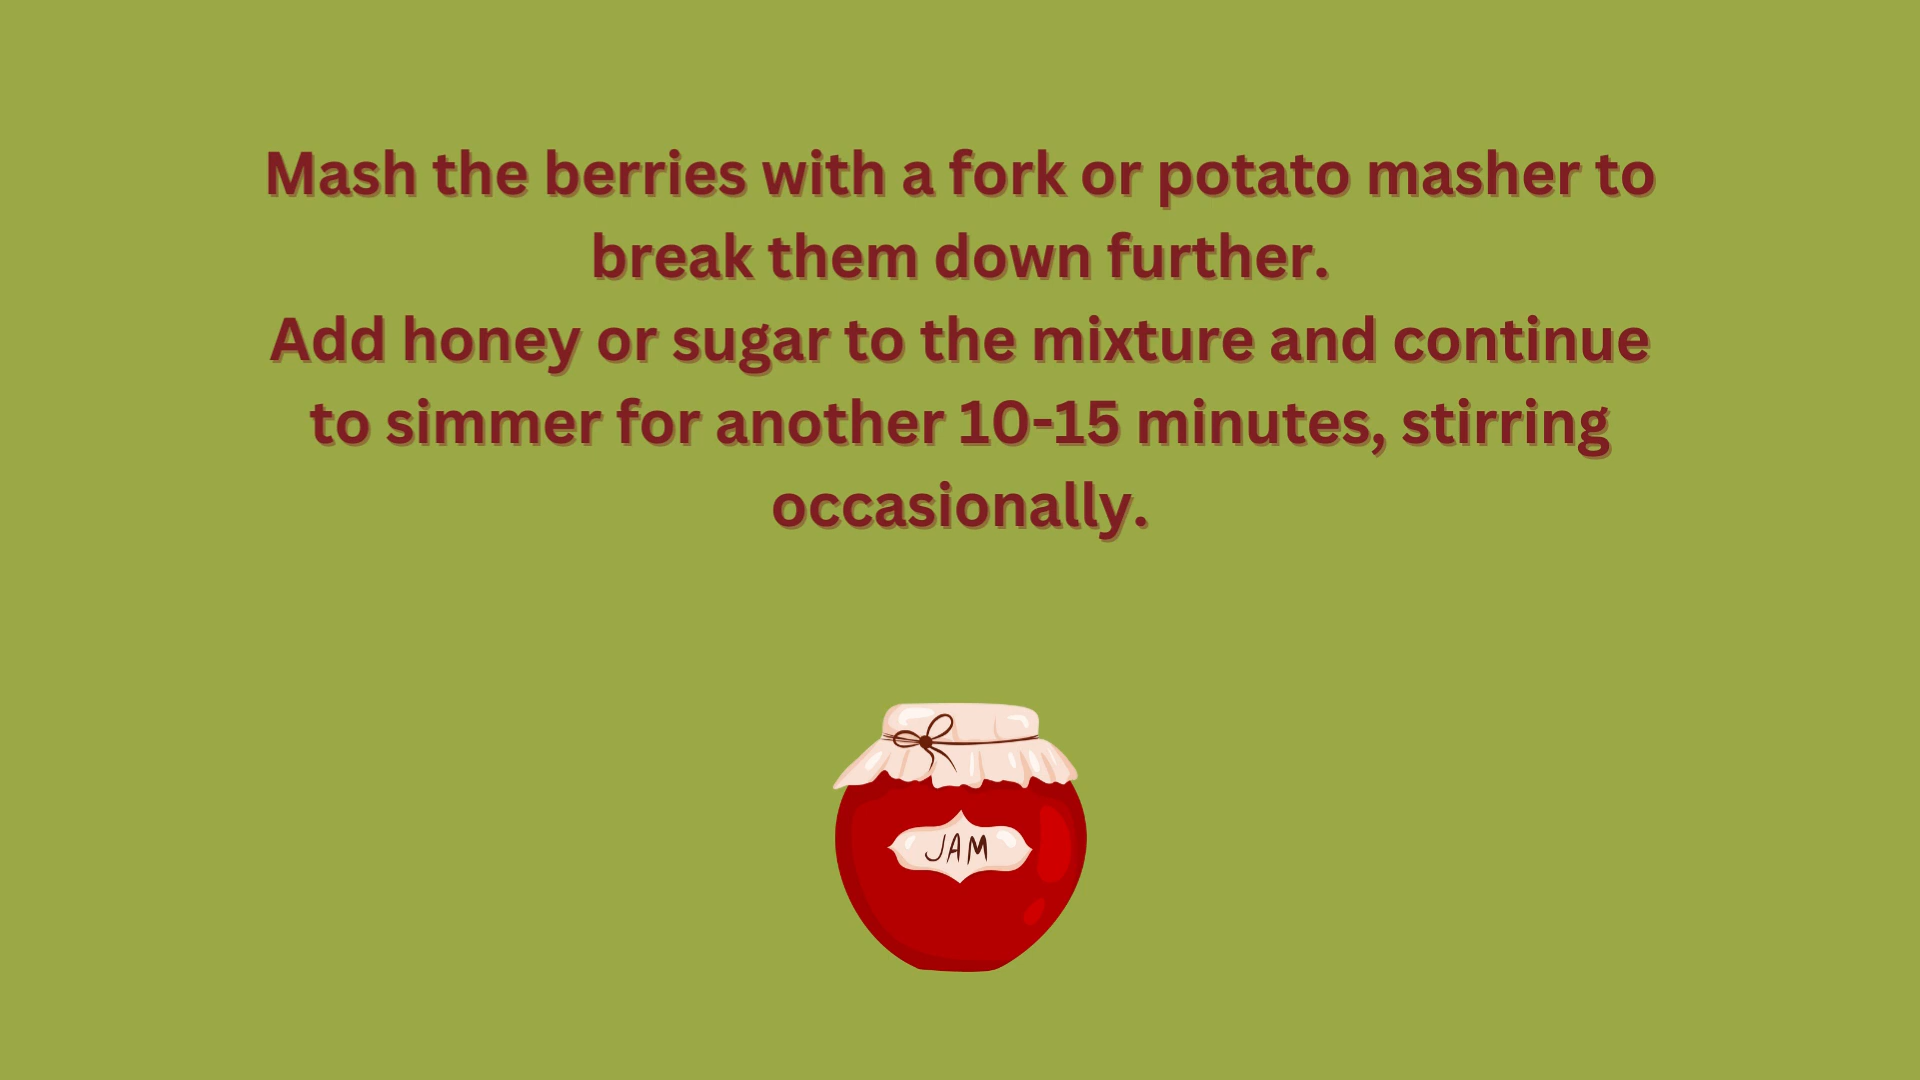 Mash the berries with a fork or potato masher to
break them down further.
Add honey or sugar to the mixture and continue
to simmer for another 10-15 minutes, stirring
occasionally.
JAM